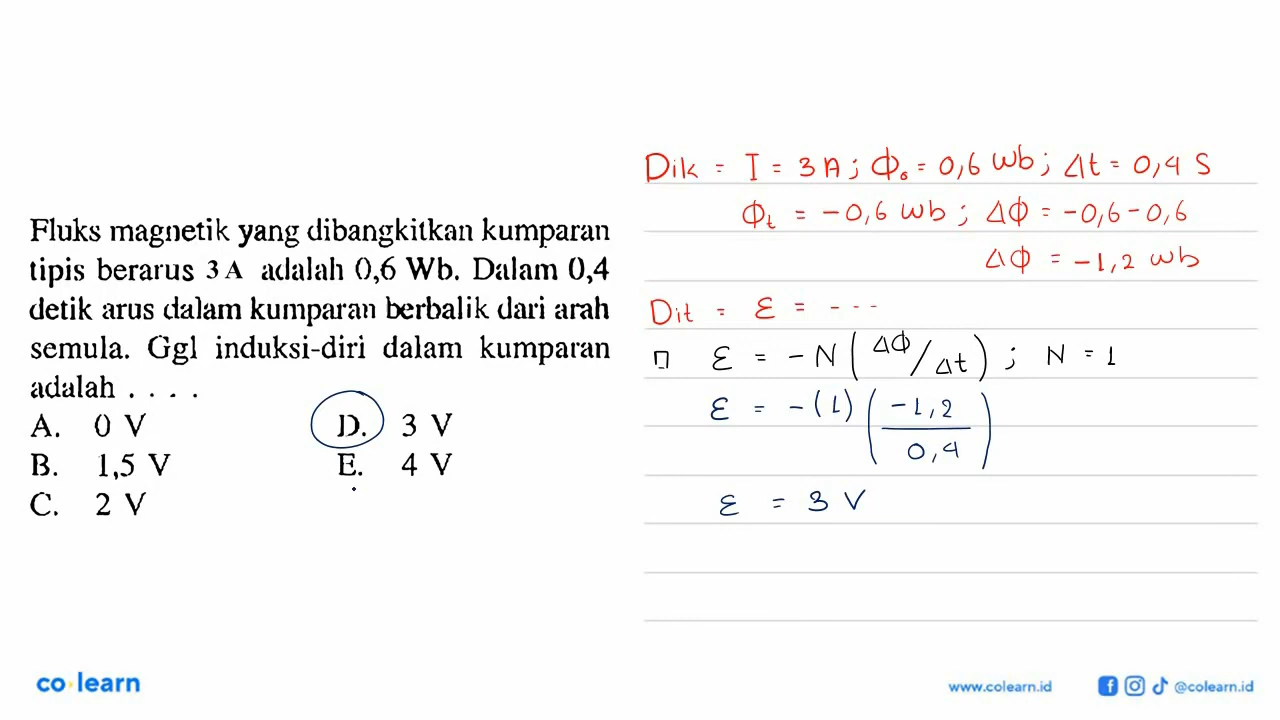 Fluks magnetik yang dibangkitkan kumparan
tipis berarus 3 A adalah 0,6 Wb. Dalam 0,4
detik arus dalam kumparan berbalik dari arah
semula. Ggl induksi-diri dalam kumparan
adalah . . . .
A. 0 V
B. 1,5 V
C. 2 V
D. 3 V
E. 4 V
Dik = I = 3 A ; Φ₀ = 0,6 Wb ; Δt = 0,4 S
Φt = -0,6 Wb ; ΔΦ = -0,6 - 0,6
ΔΦ = -1,2 Wb
Dit = ε = - - -
□ ε = - N (ΔΦ/Δt) ; N = 1
ε = - (1) (-1,2 / 0,4)
ε = 3 V
co learn
www.colearn.id
@colearn.id